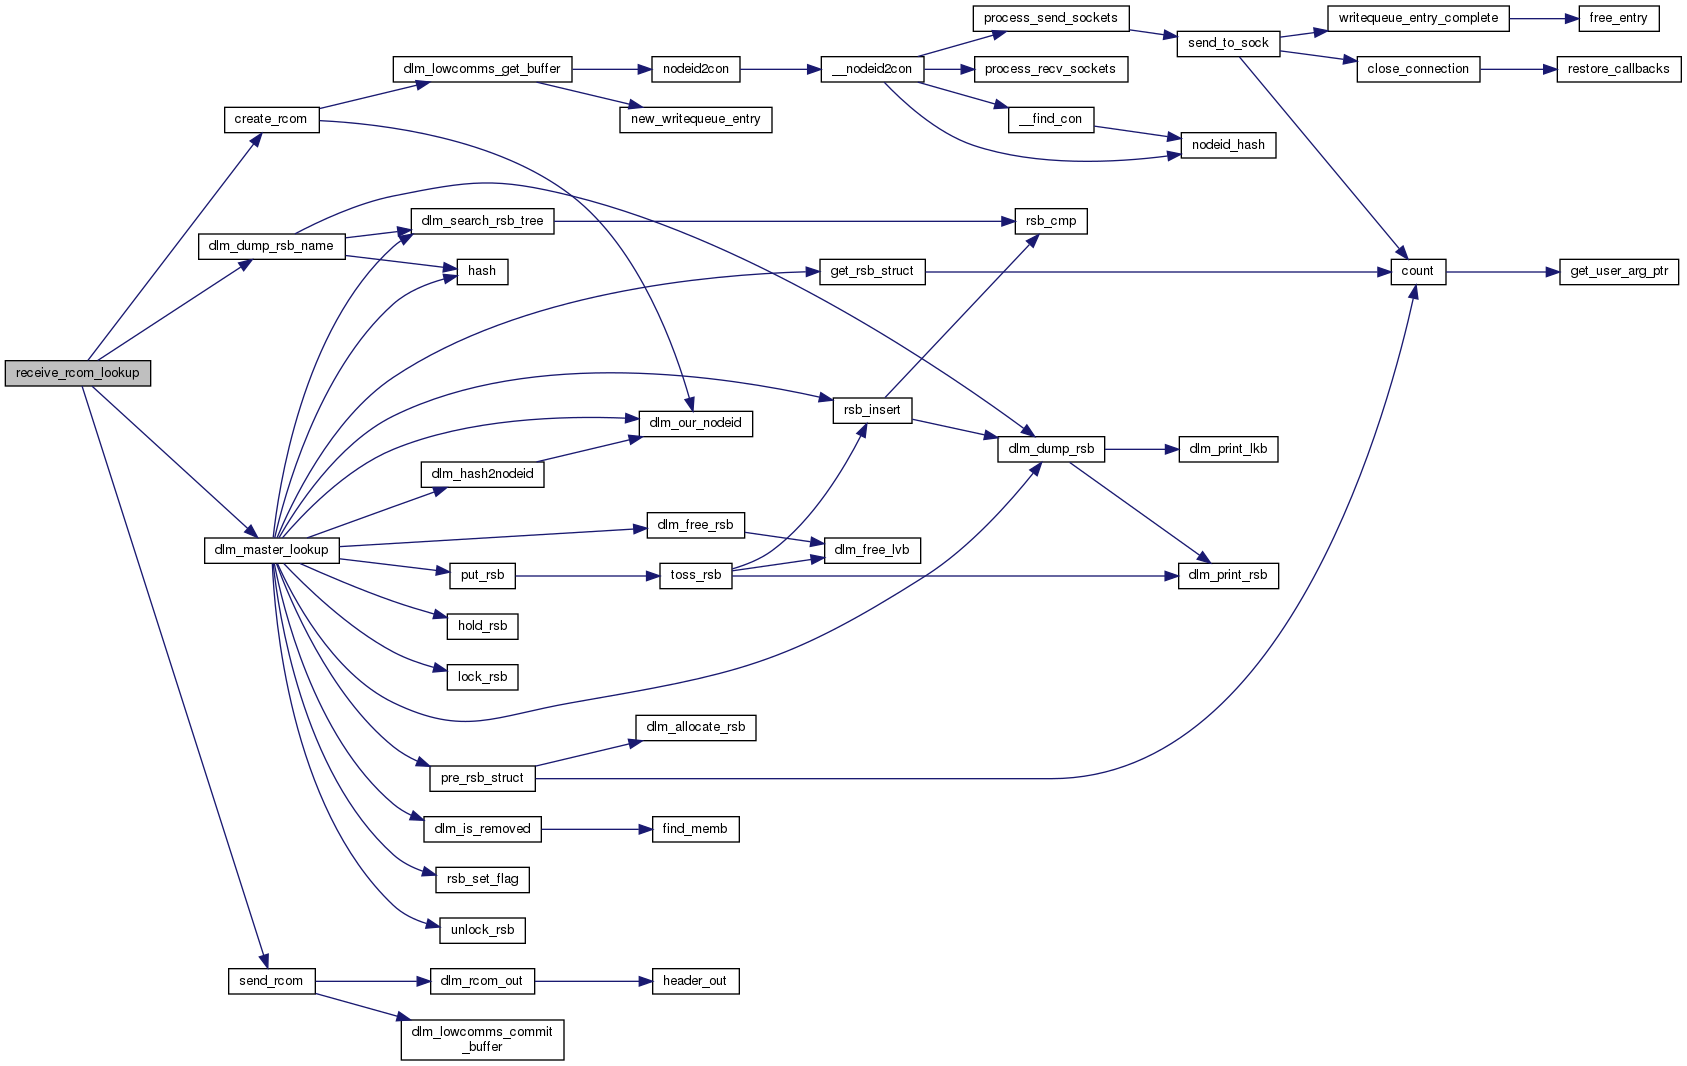 process_send_sockets
writequeue_entry_complete
free_entry
send_to_sock
dlm_lowcomms_get_buffer
nodeid2con
__nodeid2con
process_recv_sockets
close_connection
restore_callbacks
create_rcom
new_writequeue_entry
__find_con
nodeid_hash
dlm_search_rsb_tree
rsb_cmp
dlm_dump_rsb_name
hash
get_rsb_struct
count
get_user_arg_ptr
receive_rcom_lookup
rsb_insert
dlm_our_nodeid
dlm_dump_rsb
dlm_print_lkb
dlm_hash2nodeid
dlm_free_rsb
dlm_master_lookup
dlm_free_lvb
put_rsb
toss_rsb
dlm_print_rsb
hold_rsb
lock_rsb
dlm_allocate_rsb
pre_rsb_struct
dlm_is_removed
find_memb
rsb_set_flag
unlock_rsb
send_rcom
dlm_rcom_out
header_out
dlm_lowcomms_commit
_buffer